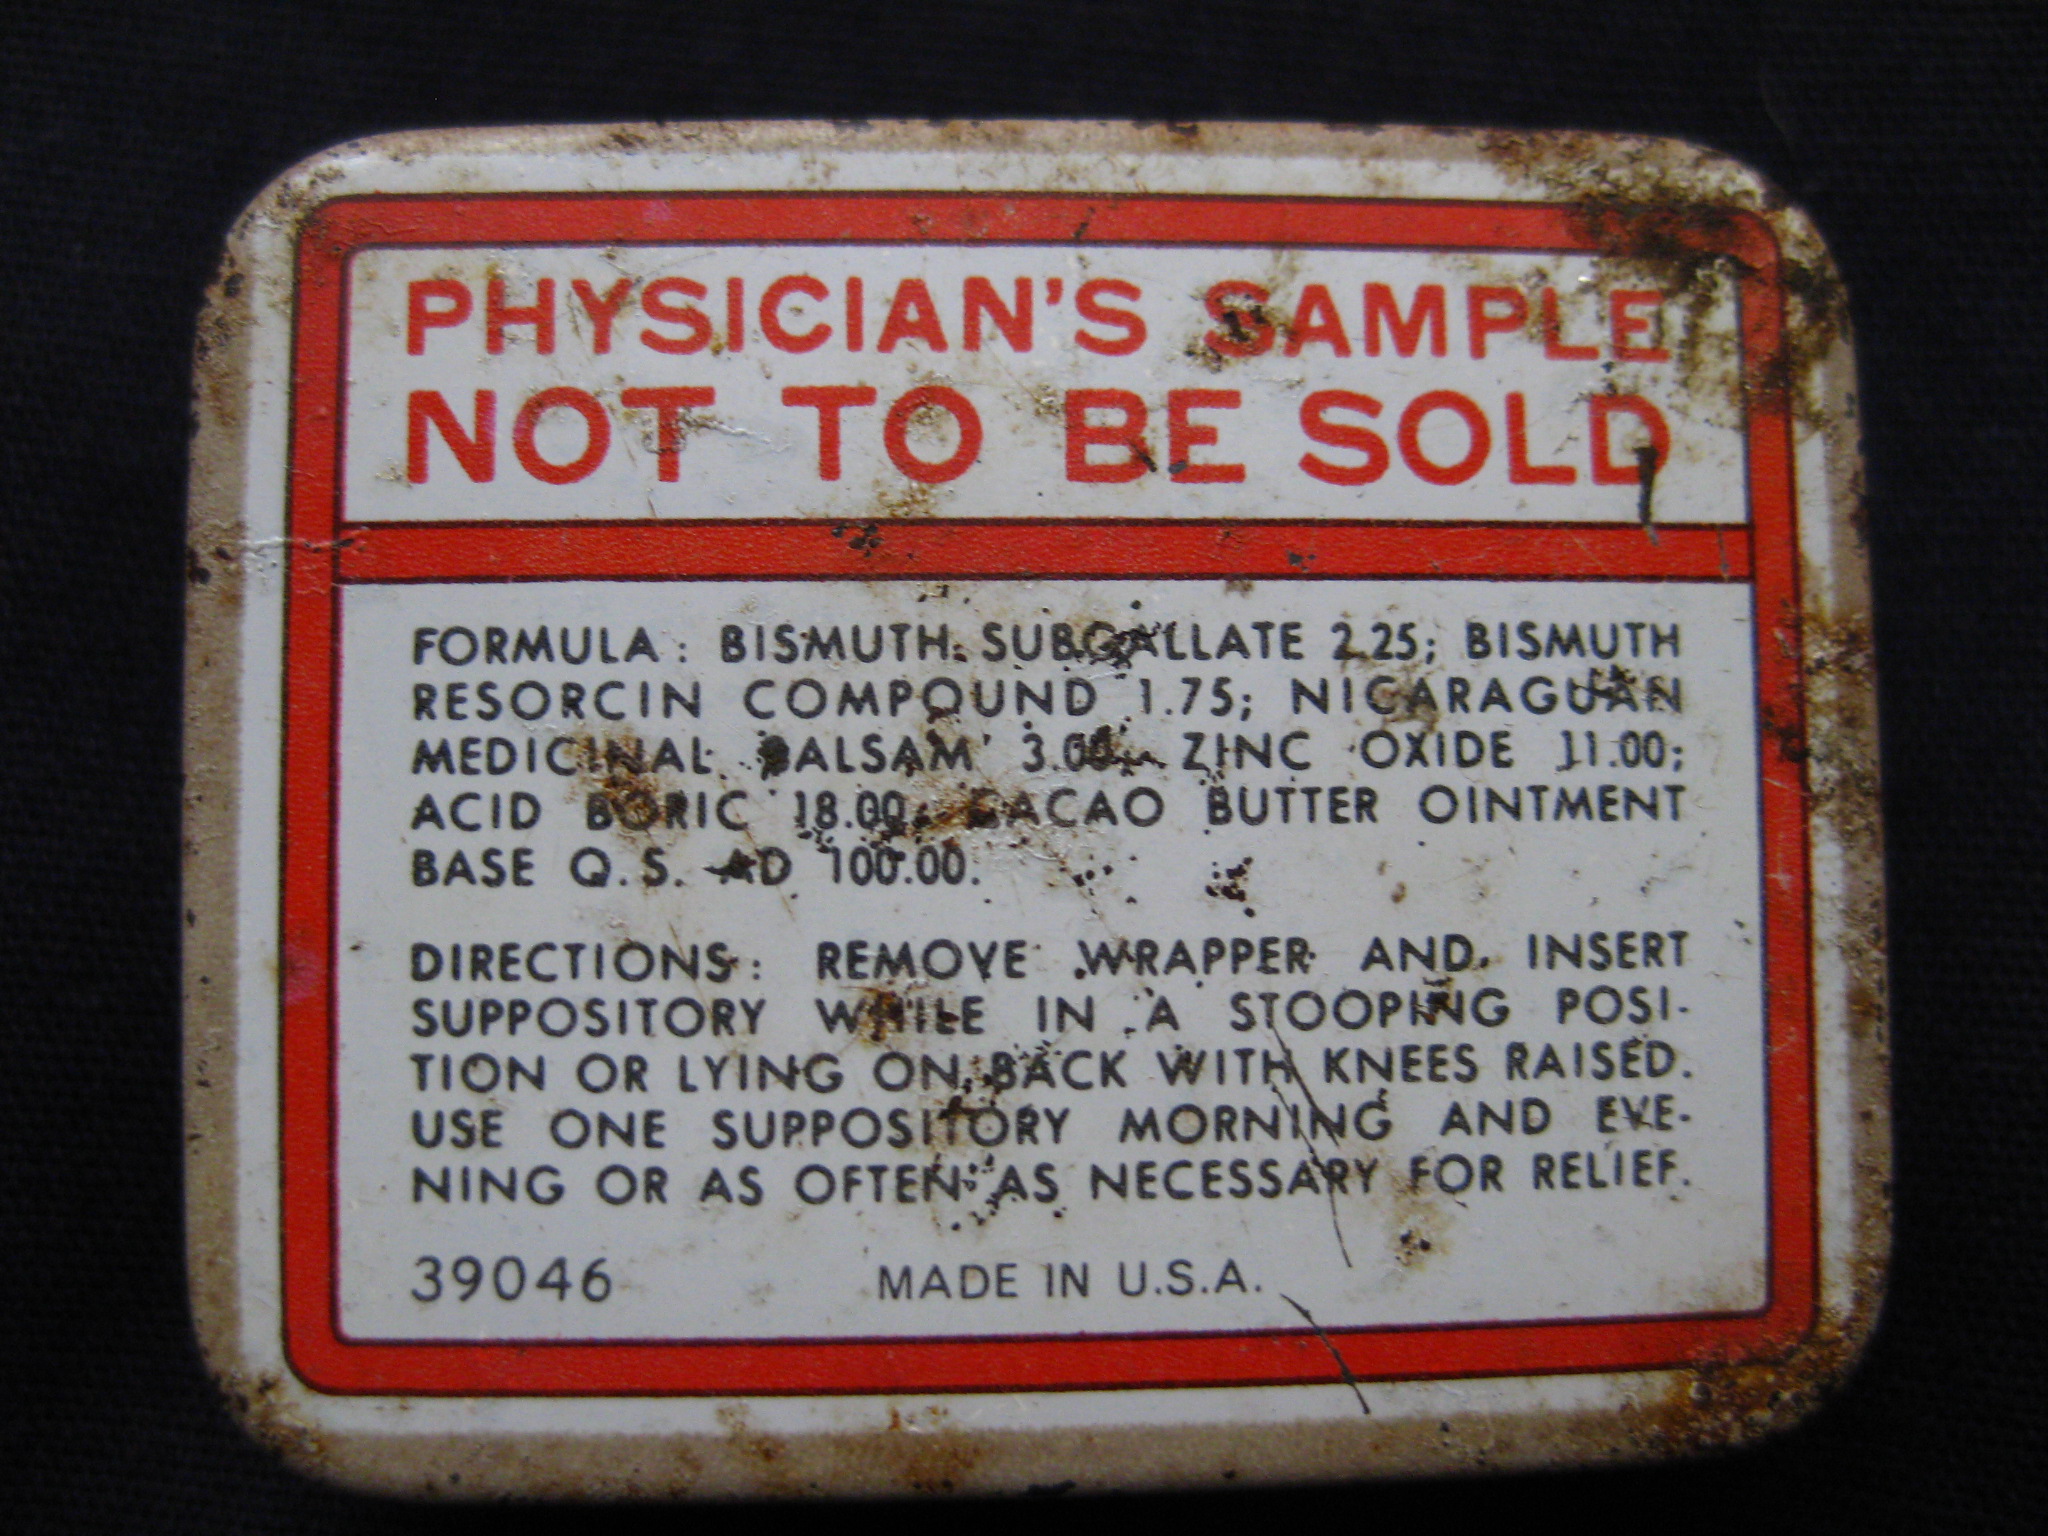 PHYSICIAN'S SAMPLE
NOT TO BE SOLD
FORMULA: BISMUTH SUBGALLATE 2.25; BISMUTH
RESORCIN COMPOUND 1.75; NICARAGUAN
MEDICINAL BALSAM 3.00; ZINC OXIDE 11.00;
ACID BORIC 18.00; CACAO BUTTER OINTMENT
BASE Q.S. AD 100.00.
DIRECTIONS: REMOVE WRAPPER AND INSERT
SUPPOSITORY WHILE IN A STOOPING POSI-
TION OR LYING ON BACK WITH KNEES RAISED.
USE ONE SUPPOSITORY MORNING AND EVE-
NING OR AS OFTEN AS NECESSARY FOR RELIEF.
39046 MADE IN U.S.A.